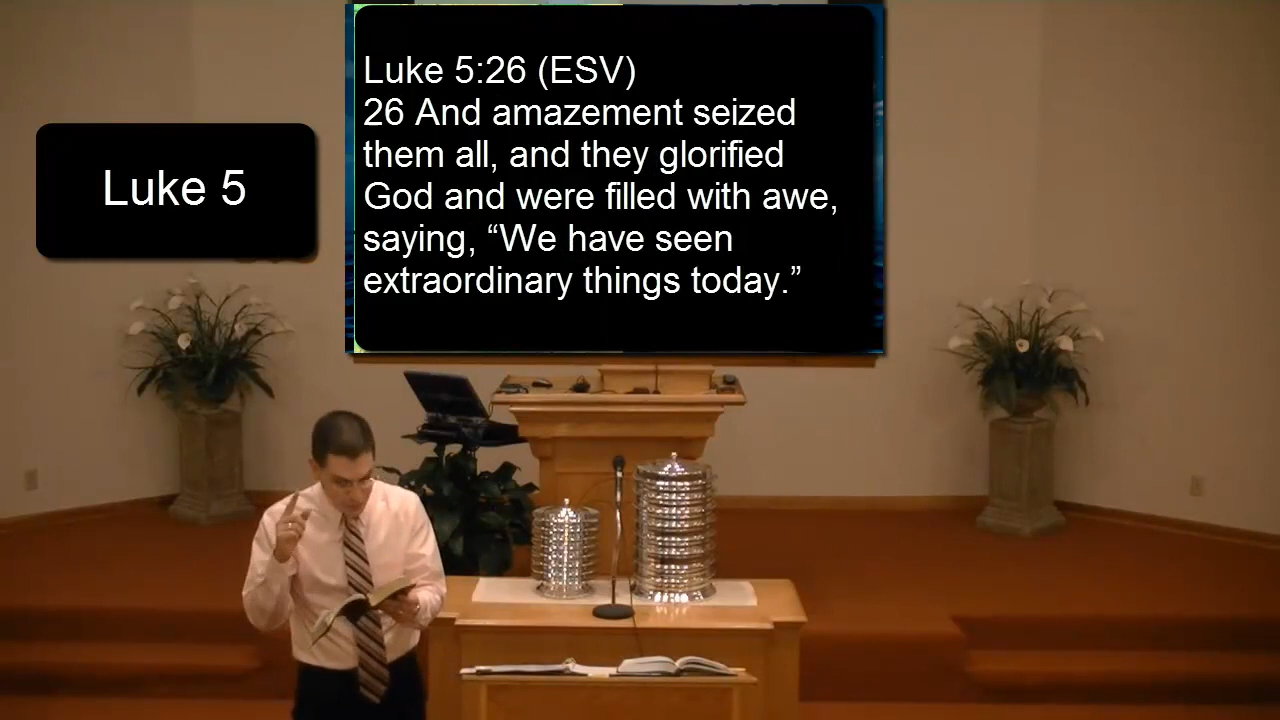 Luke 5
Luke 5:26 (ESV)
26 And amazement seized
them all, and they glorified
God and were filled with awe,
saying, “We have seen
extraordinary things today.”